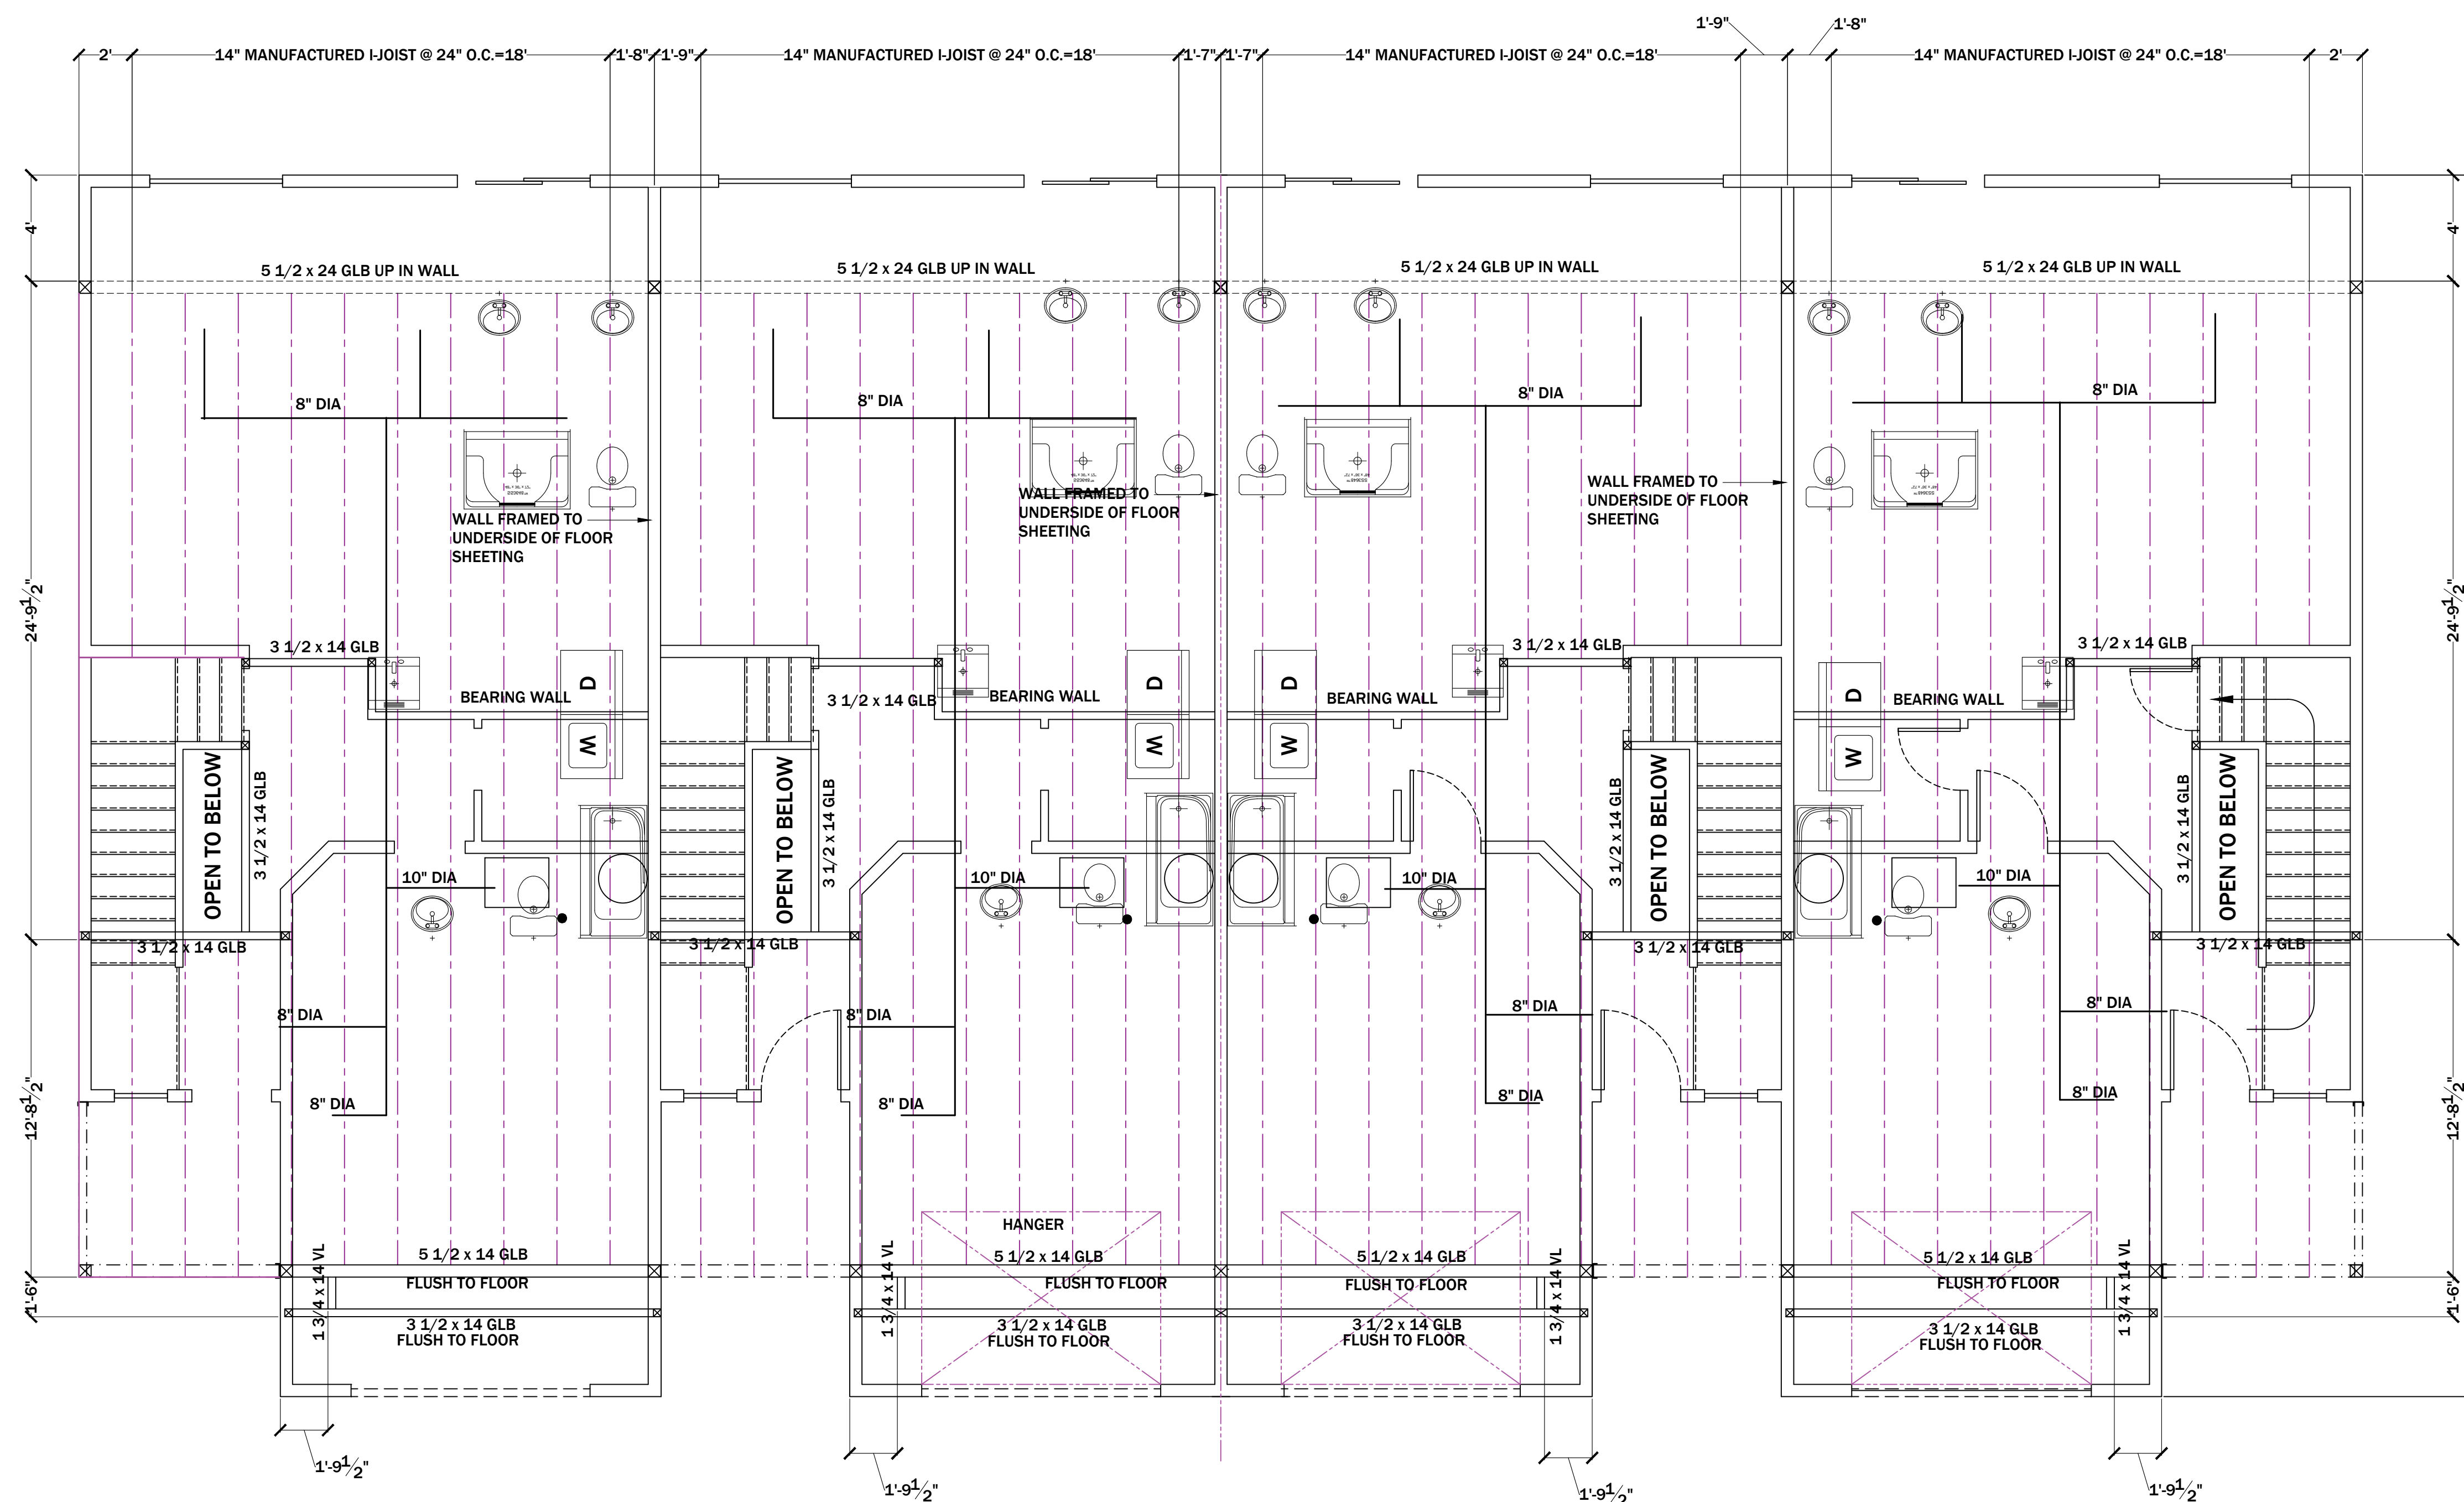 1'-9"
1'-8"
2'
14" MANUFACTURED I-JOIST @ 24" O.C.=18'
1'-8"
1'-9"
14" MANUFACTURED I-JOIST @ 24" O.C.=18'
1'-7"
1'-7"
14" MANUFACTURED I-JOIST @ 24" O.C.=18'
14" MANUFACTURED I-JOIST @ 24" O.C.=18'
2'
4'
4'
5 1/2 x 24 GLB UP IN WALL
5 1/2 x 24 GLB UP IN WALL
5 1/2 x 24 GLB UP IN WALL
5 1/2 x 24 GLB UP IN WALL
8" DIA
8" DIA
8" DIA
8" DIA
WALL FRAMED TO
UNDERSIDE OF FLOOR
SHEETING
WALL FRAMED TO
UNDERSIDE OF FLOOR
SHEETING
WALL FRAMED TO
UNDERSIDE OF FLOOR
SHEETING
24'-9 1/2"
24'-9 1/2"
3 1/2 x 14 GLB
3 1/2 x 14 GLB
3 1/2 x 14 GLB
3 1/2 x 14 GLB
BEARING WALL
BEARING WALL
BEARING WALL
BEARING WALL
D
D
D
D
W
W
W
W
OPEN TO BELOW
3 1/2 x 14 GLB
OPEN TO BELOW
3 1/2 x 14 GLB
3 1/2 x 14 GLB
OPEN TO BELOW
3 1/2 x 14 GLB
OPEN TO BELOW
10" DIA
10" DIA
10" DIA
10" DIA
3 1/2 x 14 GLB
3 1/2 x 14 GLB
3 1/2 x 14 GLB
3 1/2 x 14 GLB
8" DIA
8" DIA
8" DIA
8" DIA
12'-8 1/2"
12'-8 1/2"
8" DIA
8" DIA
8" DIA
8" DIA
HANGER
5 1/2 x 14 GLB
FLUSH TO FLOOR
5 1/2 x 14 GLB
FLUSH TO FLOOR
5 1/2 x 14 GLB
FLUSH TO FLOOR
5 1/2 x 14 GLB
FLUSH TO FLOOR
1 3/4 x 14 VL
1 3/4 x 14 VL
1 3/4 x 14 VL
1 3/4 x 14 VL
1'-6"
1'-6"
3 1/2 x 14 GLB
FLUSH TO FLOOR
3 1/2 x 14 GLB
FLUSH TO FLOOR
3 1/2 x 14 GLB
FLUSH TO FLOOR
3 1/2 x 14 GLB
FLUSH TO FLOOR
1'-9 1/2"
1'-9 1/2"
1'-9 1/2"
1'-9 1/2"